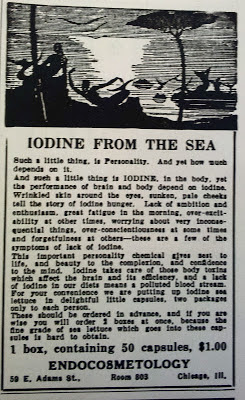 IODINE FROM THE SEA
Such a little thing, is Personality. And yet how much
depends on it.
And such a little thing is IODINE, in the body, yet
the performance of brain and body depend on iodine.
Wrinkled skin around the eyes, sunken, pale cheeks
tell the story of iodine hunger. Lack of ambition and
enthusiasm, great fatigue in the morning, over-excit-
ability at other times, worrying about very inconse-
quential things, over-conscientiousness at some times
and forgetfulness at others—these are a few of the
symptoms of lack of iodine.
This important personality chemical gives zest to
life, and beauty to the complexion, and confidence
to the mind. Iodine takes care of those body toxins
which affect the brain and its efficiency, and a lack
of iodine in our diets means a polluted blood stream.
For your convenience we are putting up iodine sea
lettuce in delightful little capsules, two packages
only to each person.
These should be ordered in advance, and if you are
wise you will order 2 boxes at once, because the
fine grade of sea lettuce which goes into these cap-
sules is hard to obtain.
1 box, containing 50 capsules, $1.00
ENDOCOSMETOLOGY
59 E. Adams St., Room 803 Chicago, Ill.